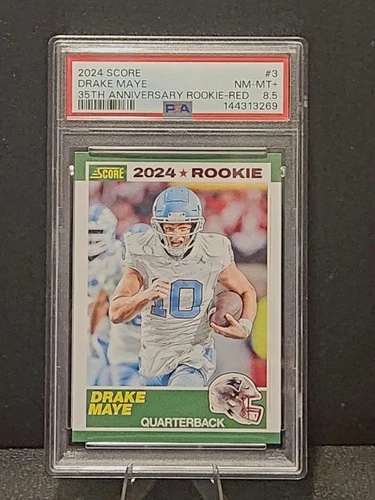 2024 SCORE #3
DRAKE MAYE NM-MT+
35TH ANNIVERSARY ROOKIE-RED 8.5
PSA 144313269
SCORE 2024 ★ ROOKIE
10
DRAKE
MAYE
QUARTERBACK